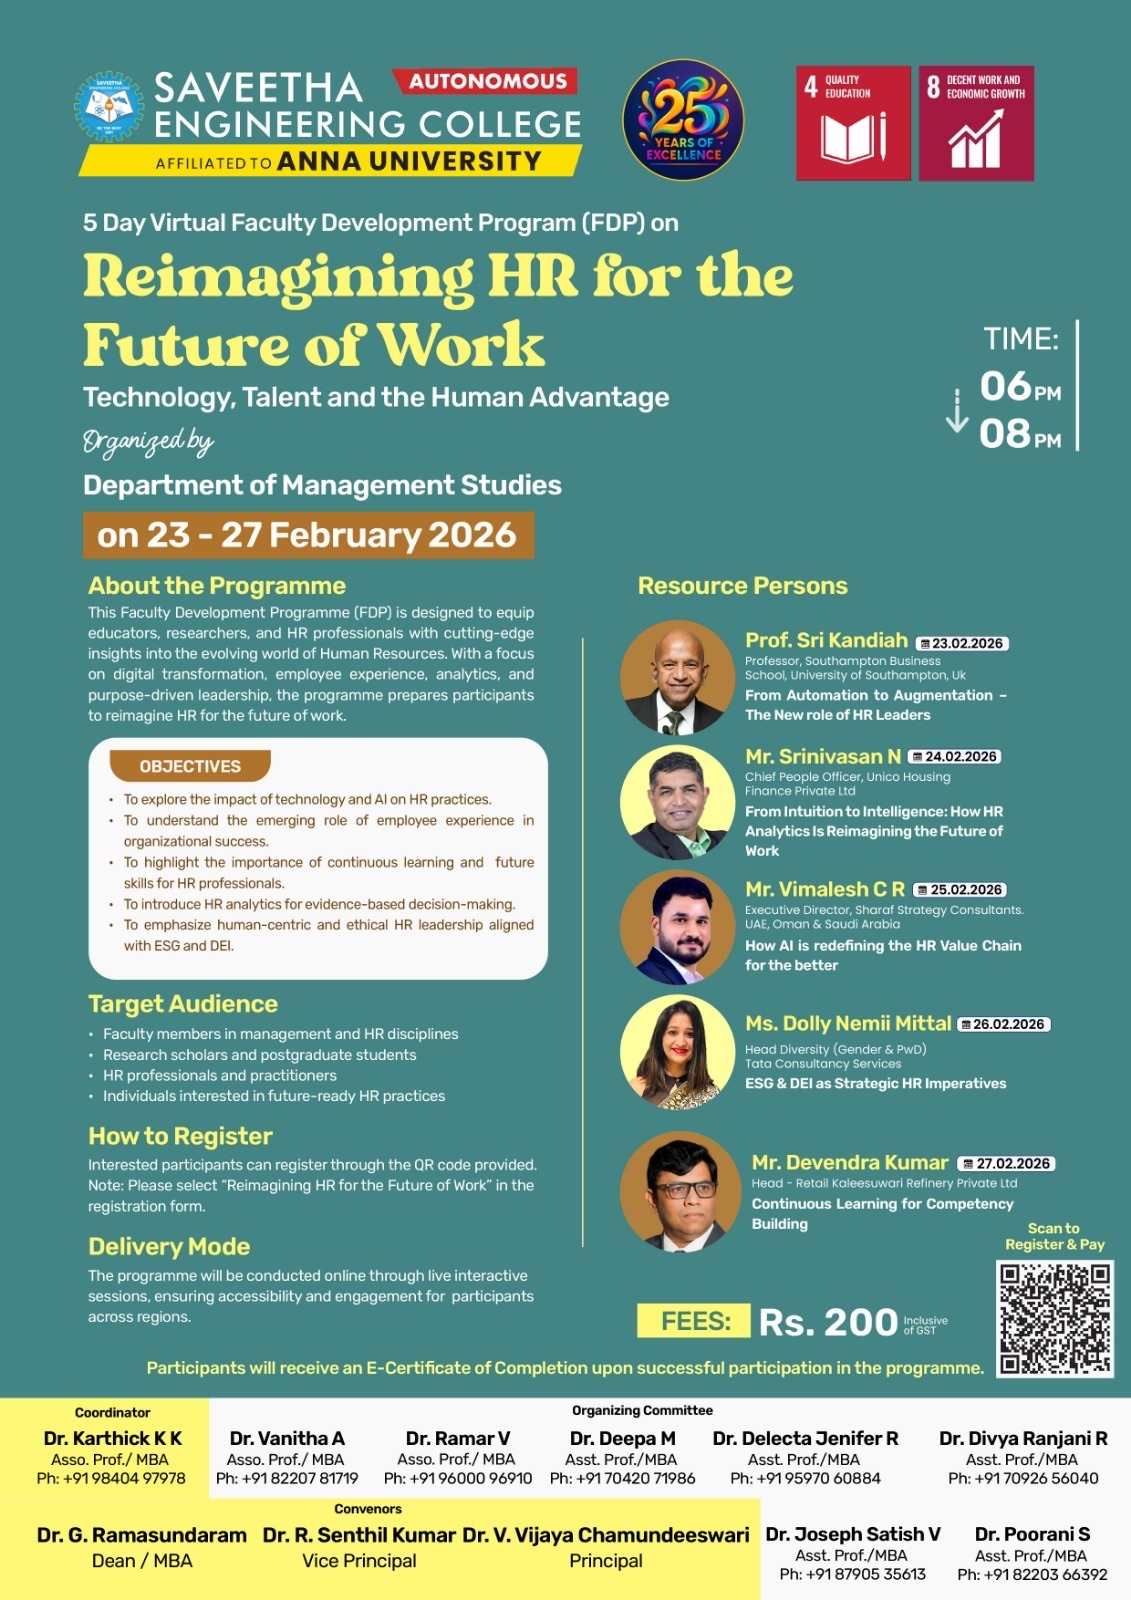 SAVEETHA
ENGINEERING COLLEGE
AUTONOMOUS
SAVEETHA
ENGINEERING COLLEGE
AFFILIATED TO ANNA UNIVERSITY
25
YEARS OF
EXCELLENCE
4 QUALITY
EDUCATION
8 DECENT WORK AND
ECONOMIC GROWTH
5 Day Virtual Faculty Development Program (FDP) on
Reimagining HR for the
Future of Work
Technology, Talent and the Human Advantage
Organized by
Department of Management Studies
on 23 - 27 February 2026
TIME:
06 PM
08 PM
About the Programme
This Faculty Development Programme (FDP) is designed to equip
educators, researchers, and HR professionals with cutting-edge
insights into the evolving world of Human Resources. With a focus
on digital transformation, employee experience, analytics, and
purpose-driven leadership, the programme prepares participants
to reimagine HR for the future of work.
OBJECTIVES
• To explore the impact of technology and AI on HR practices.
• To understand the emerging role of employee experience in
organizational success.
• To highlight the importance of continuous learning and future
skills for HR professionals.
• To introduce HR analytics for evidence-based decision-making.
• To emphasize human-centric and ethical HR leadership aligned
with ESG and DEI.
Target Audience
• Faculty members in management and HR disciplines
• Research scholars and postgraduate students
• HR professionals and practitioners
• Individuals interested in future-ready HR practices
How to Register
Interested participants can register through the QR code provided.
Note: Please select "Reimagining HR for the Future of Work" in the
registration form.
Delivery Mode
The programme will be conducted online through live interactive
sessions, ensuring accessibility and engagement for participants
across regions.
Resource Persons
Prof. Sri Kandiah 23.02.2026
Professor, Southampton Business
School, University of Southampton, Uk
From Automation to Augmentation –
The New role of HR Leaders
Mr. Srinivasan N 24.02.2026
Chief People Officer, Unico Housing
Finance Private Ltd
From Intuition to Intelligence: How HR
Analytics Is Reimagining the Future of
Work
Mr. Vimalesh C R 25.02.2026
Executive Director, Sharaf Strategy Consultants.
UAE, Oman & Saudi Arabia
How AI is redefining the HR Value Chain
for the better
Ms. Dolly Nemii Mittal 26.02.2026
Head Diversity (Gender & PwD)
Tata Consultancy Services
ESG & DEI as Strategic HR Imperatives
Mr. Devendra Kumar 27.02.2026
Head - Retail Kaleesuwari Refinery Private Ltd
Continuous Learning for Competency
Building
Scan to
Register & Pay
FEES: Rs. 200 Inclusive
of GST
Participants will receive an E-Certificate of Completion upon successful participation in the programme.
Coordinator
Dr. Karthick K K
Asso. Prof./ MBA
Ph: +91 98404 97978
Organizing Committee
Dr. Vanitha A
Asso. Prof./ MBA
Ph: +91 82207 81719
Dr. Ramar V
Asso. Prof./ MBA
Ph: +91 96000 96910
Dr. Deepa M
Asst. Prof./MBA
Ph: +91 70420 71986
Dr. Delecta Jenifer R
Asst. Prof./MBA
Ph: +91 95970 60884
Dr. Divya Ranjani R
Asst. Prof./MBA
Ph: +91 70926 56040
Convenors
Dr. G. Ramasundaram
Dean / MBA
Dr. R. Senthil Kumar
Vice Principal
Dr. V. Vijaya Chamundeeswari
Principal
Dr. Joseph Satish V
Asst. Prof./MBA
Ph: +91 87905 35613
Dr. Poorani S
Asst. Prof./MBA
Ph: +91 82203 66392